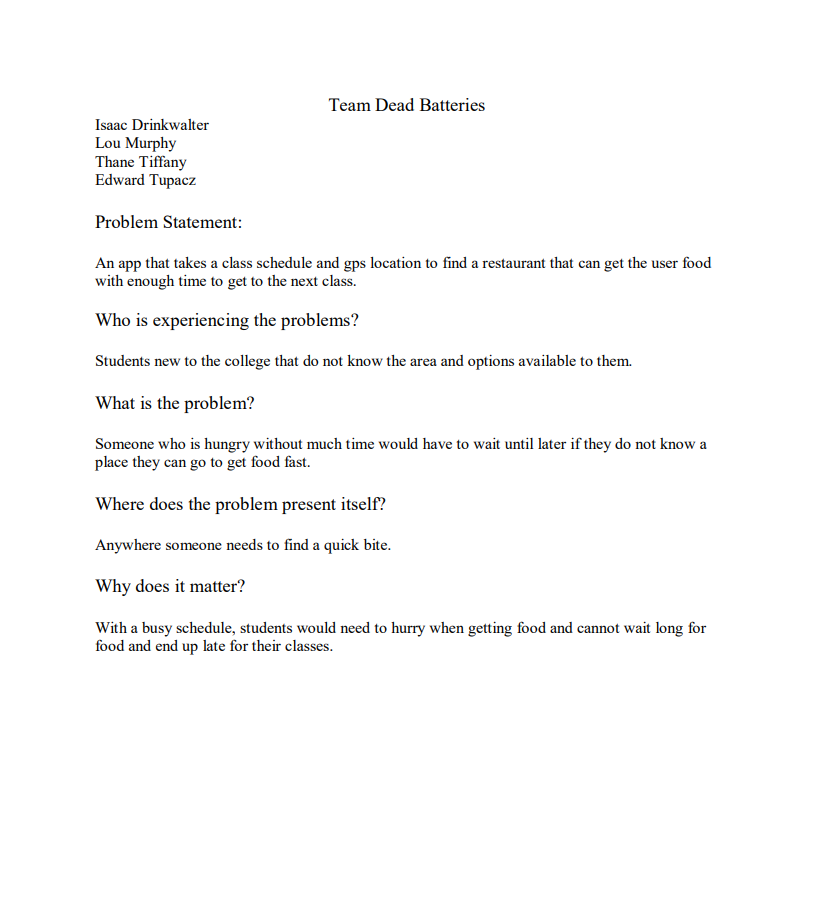 Team Dead Batteries
Isaac Drinkwalter
Lou Murphy
Thane Tiffany
Edward Tupacz
Problem Statement:
An app that takes a class schedule and gps location to find a restaurant that can get the user food
with enough time to get to the next class.
Who is experiencing the problems?
Students new to the college that do not know the area and options available to them.
What is the problem?
Someone who is hungry without much time would have to wait until later if they do not know a
place they can go to get food fast.
Where does the problem present itself?
Anywhere someone needs to find a quick bite.
Why does it matter?
With a busy schedule, students would need to hurry when getting food and cannot wait long for
food and end up late for their classes.